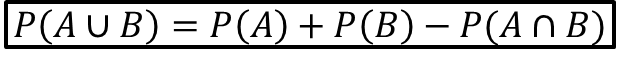 P(A ∪ B) = P(A) + P(B) − P(A ∩ B)